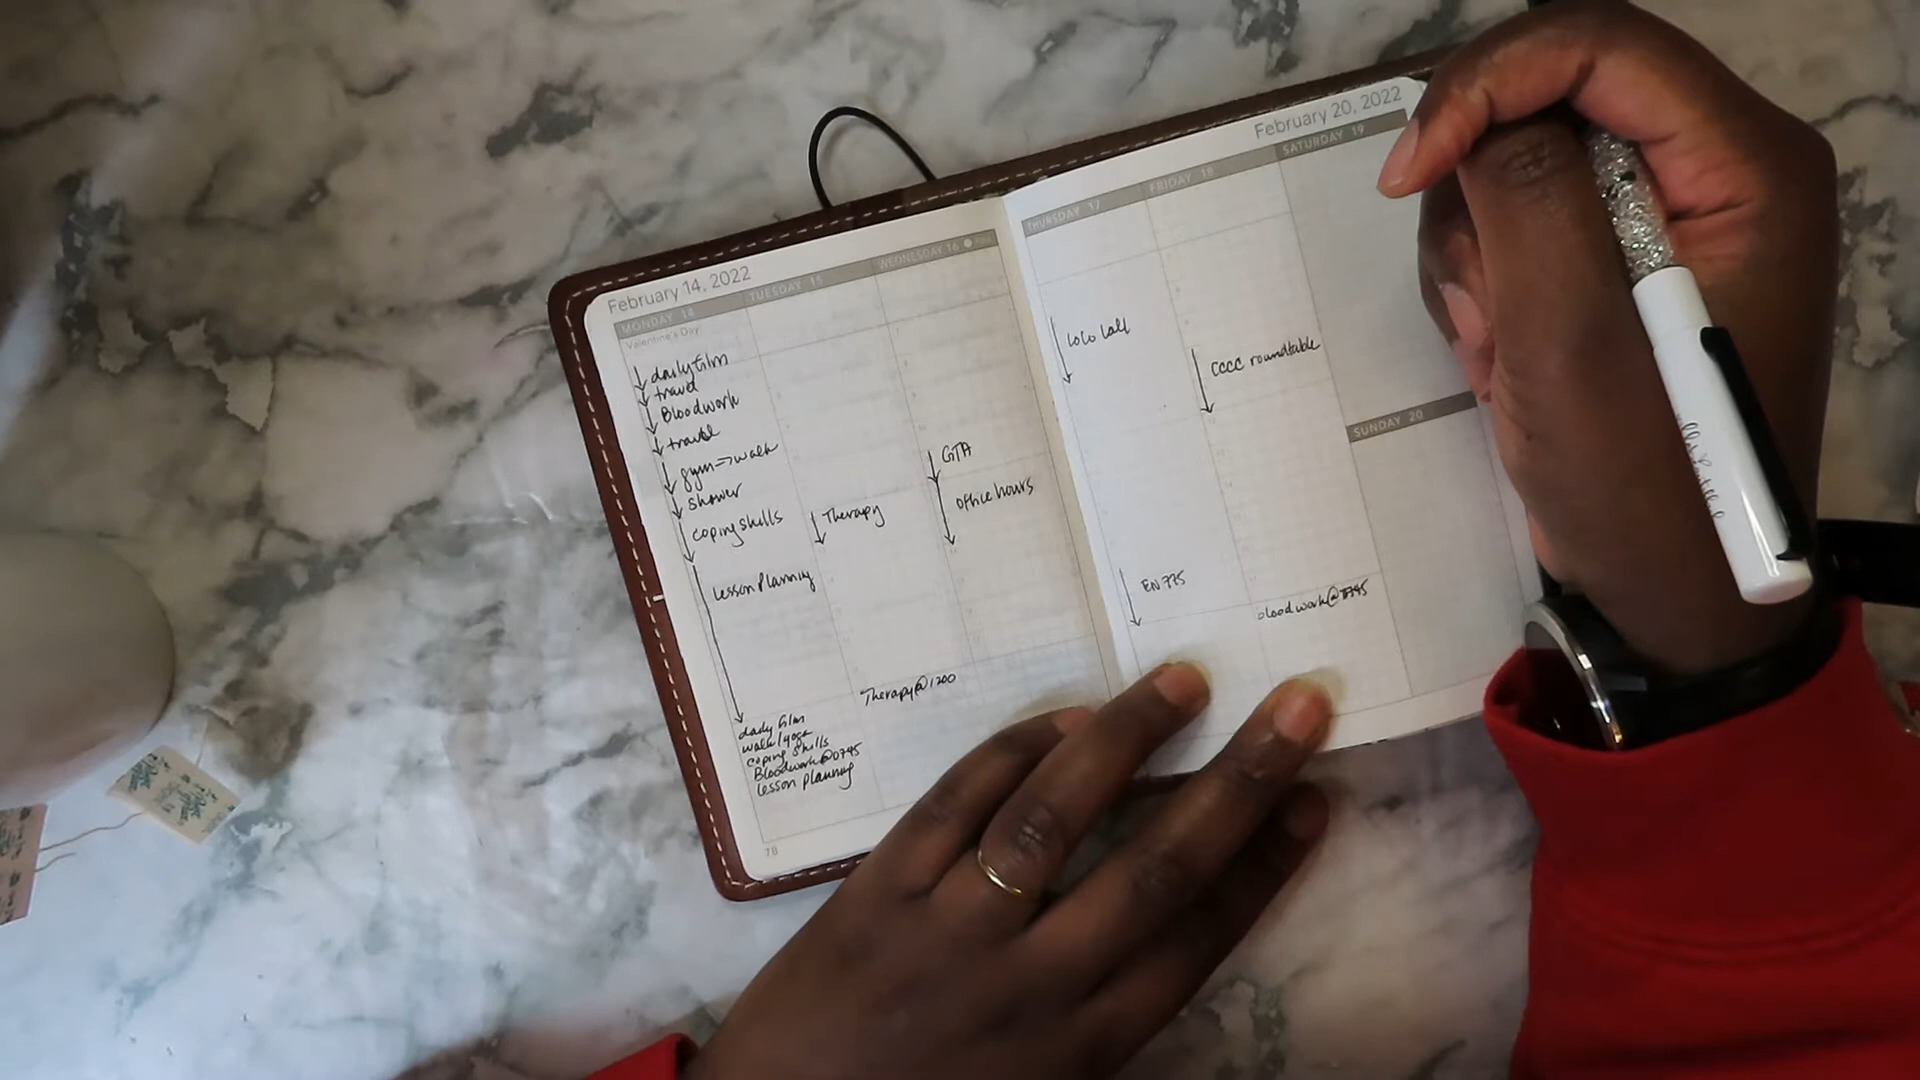 February 14, 2022
MONDAY 14
Valentine's Day
daily film
travel
Bloodwork
travel
gym → walk
shower
coping skills
lesson planning
daily film
walk/yoga
coping skills
Bloodwork@0745
lesson planning
78
TUESDAY 15
Therapy
Therapy@1200
WEDNESDAY 16
GTA
office hours
February 20, 2022
THURSDAY 17
LoLo Call
EN 775
FRIDAY 18
CCCC roundtable
SATURDAY 19
SUNDAY 20